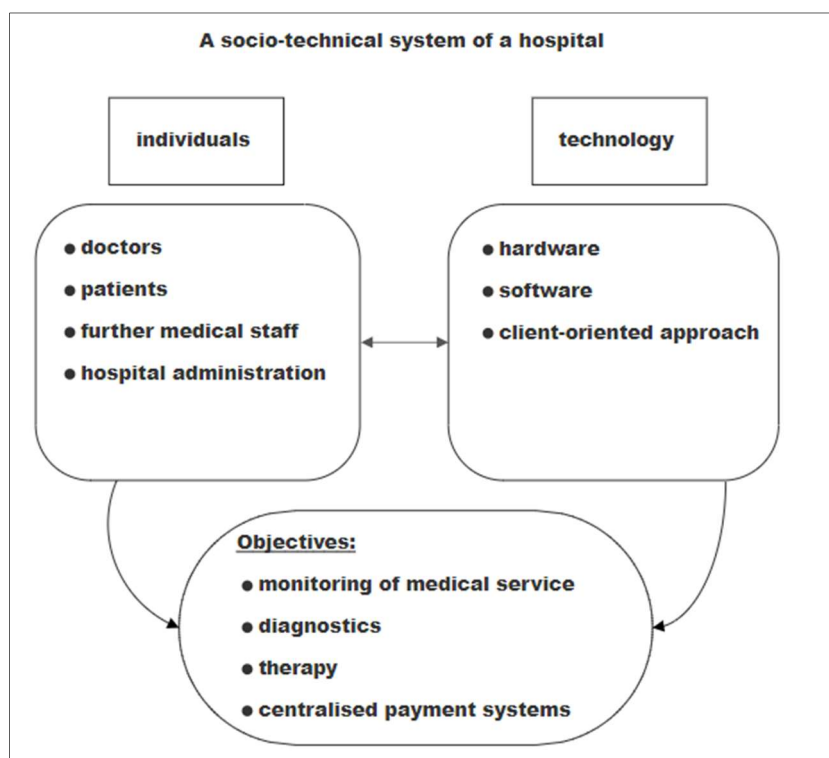 A socio-technical system of a hospital
individuals
technology
● doctors
● patients
● further medical staff
● hospital administration
● hardware
● software
● client-oriented approach
Objectives:
● monitoring of medical service
● diagnostics
● therapy
● centralised payment systems